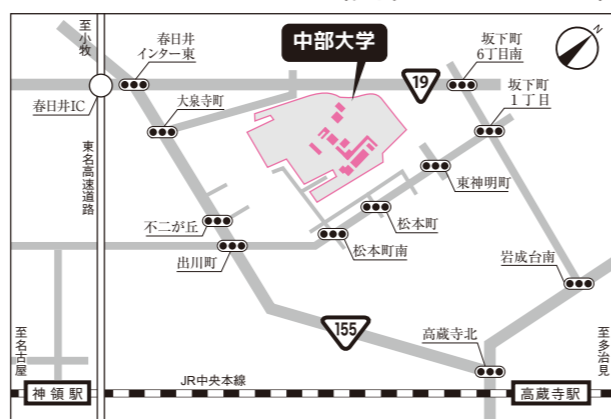 至小牧
春日井
インター東
中部大学
19
坂下町
6丁目南
N
春日井IC
大泉寺町
坂下町
1丁目
東名高速道路
東神明町
不二が丘
松本町
出川町
松本町南
岩成台南
155
高蔵寺北
至名古屋
至多治見
JR中央本線
神領駅
高蔵寺駅